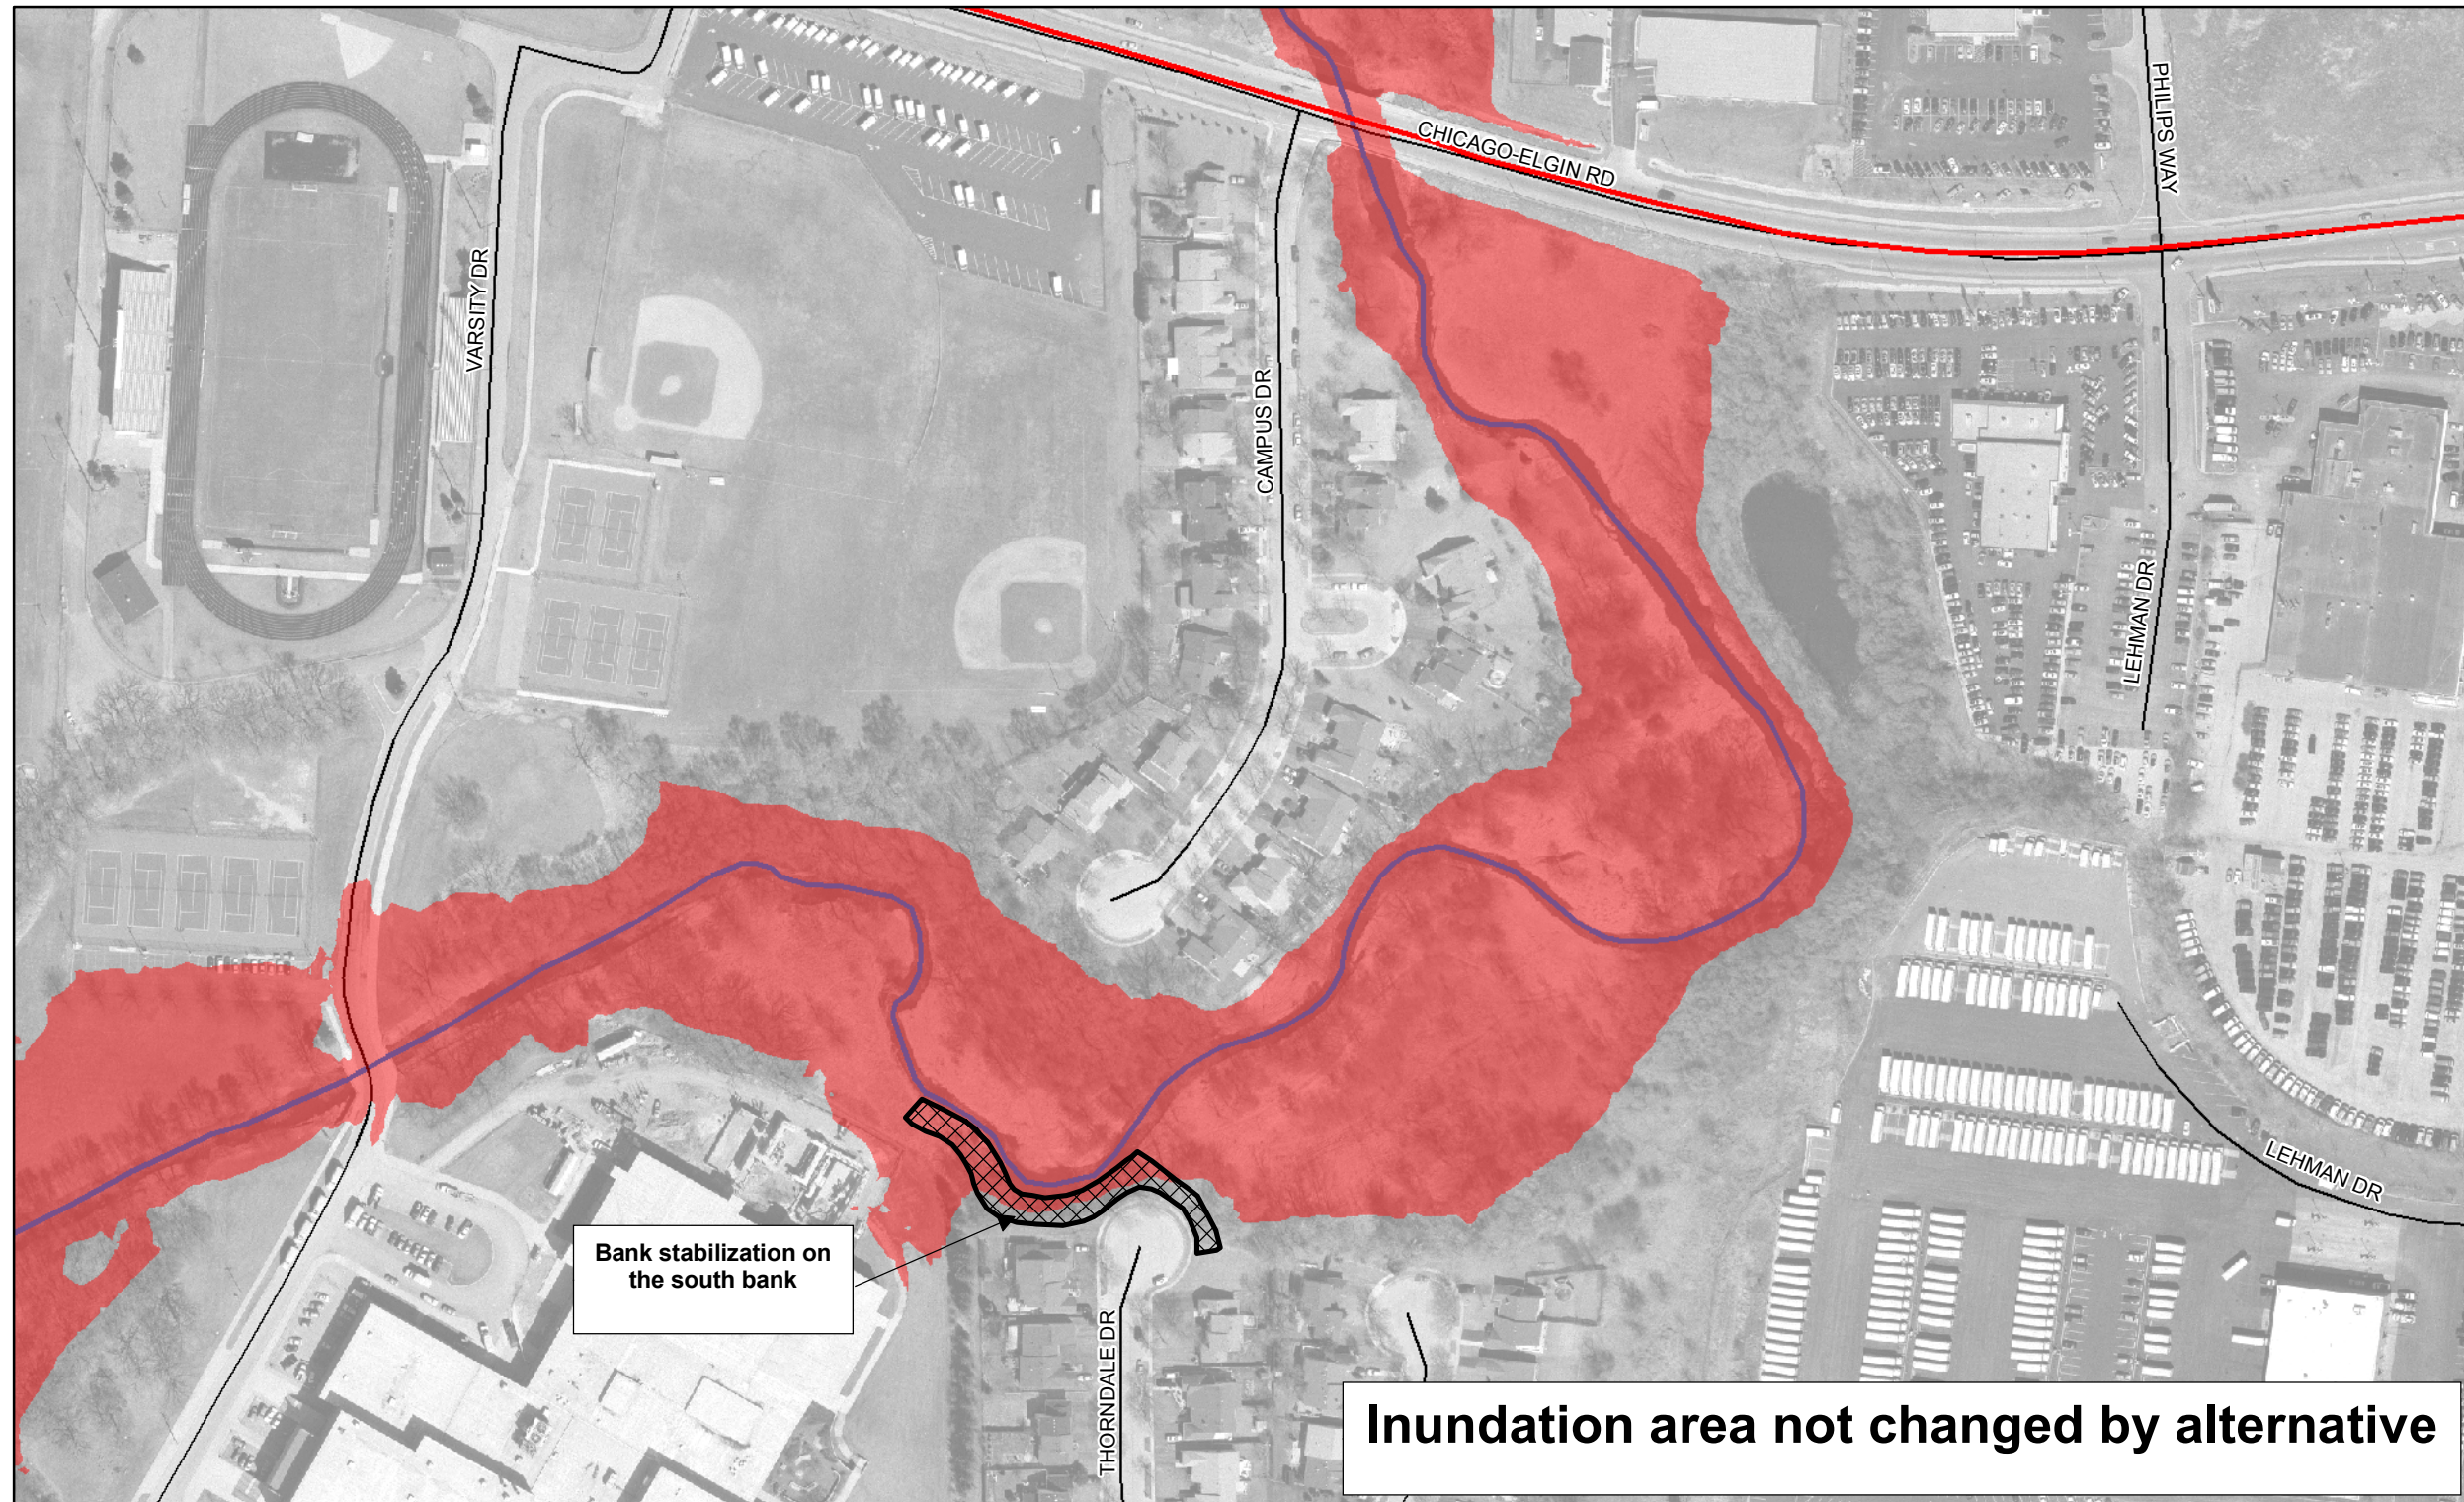 PHILIPS WAY
CHICAGO-ELGIN RD
VARSITY DR
CAMPUS DR
LEHMAN DR
LEHMAN DR
Bank stabilization on
the south bank
THORNDALE DR
Inundation area not changed by alternative